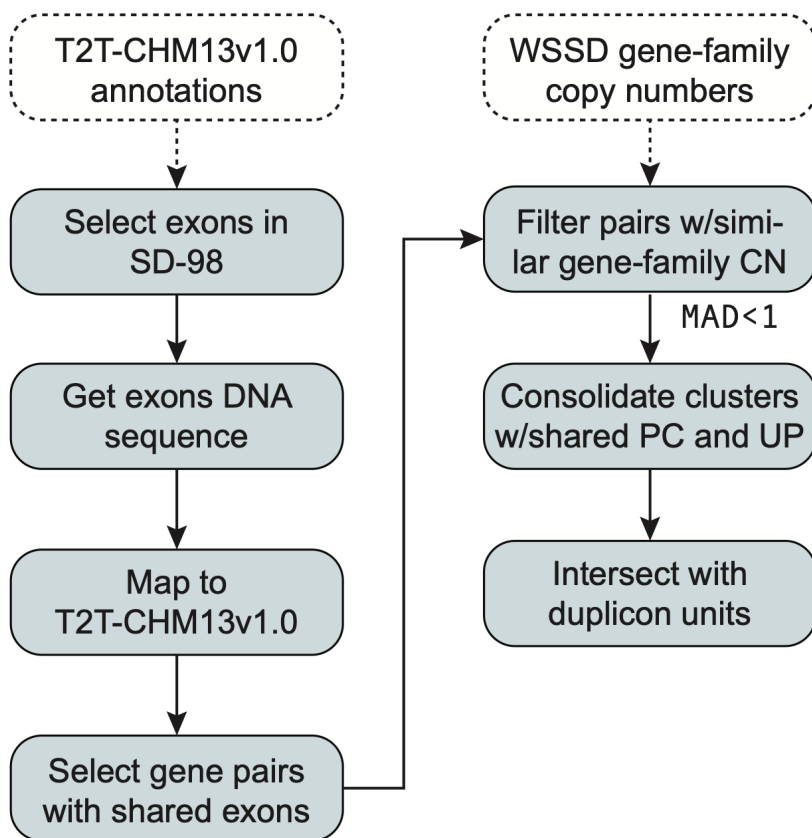 T2T-CHM13v1.0
annotations
Select exons in
SD-98
Get exons DNA
sequence
Map to
T2T-CHM13v1.0
Select gene pairs
with shared exons
WSSD gene-family
copy numbers
Filter pairs w/simi-
lar gene-family CN
MAD<1
Consolidate clusters
w/shared PC and UP
Intersect with
duplicon units